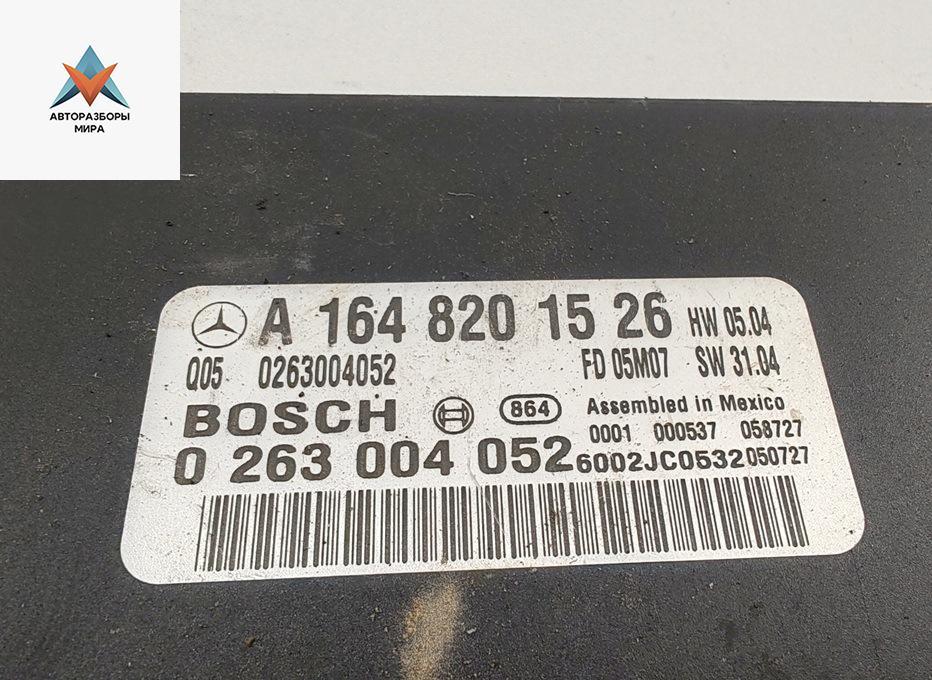 АВТОРАЗБОРЫ
МИРА
A 164 820 15 26 HW 05.04
Q05 0263004052 FD 05M07 SW 31.04
BOSCH 864 Assembled in Mexico
0001 000537 058727
0 263 004 052 6002JC0532 050727